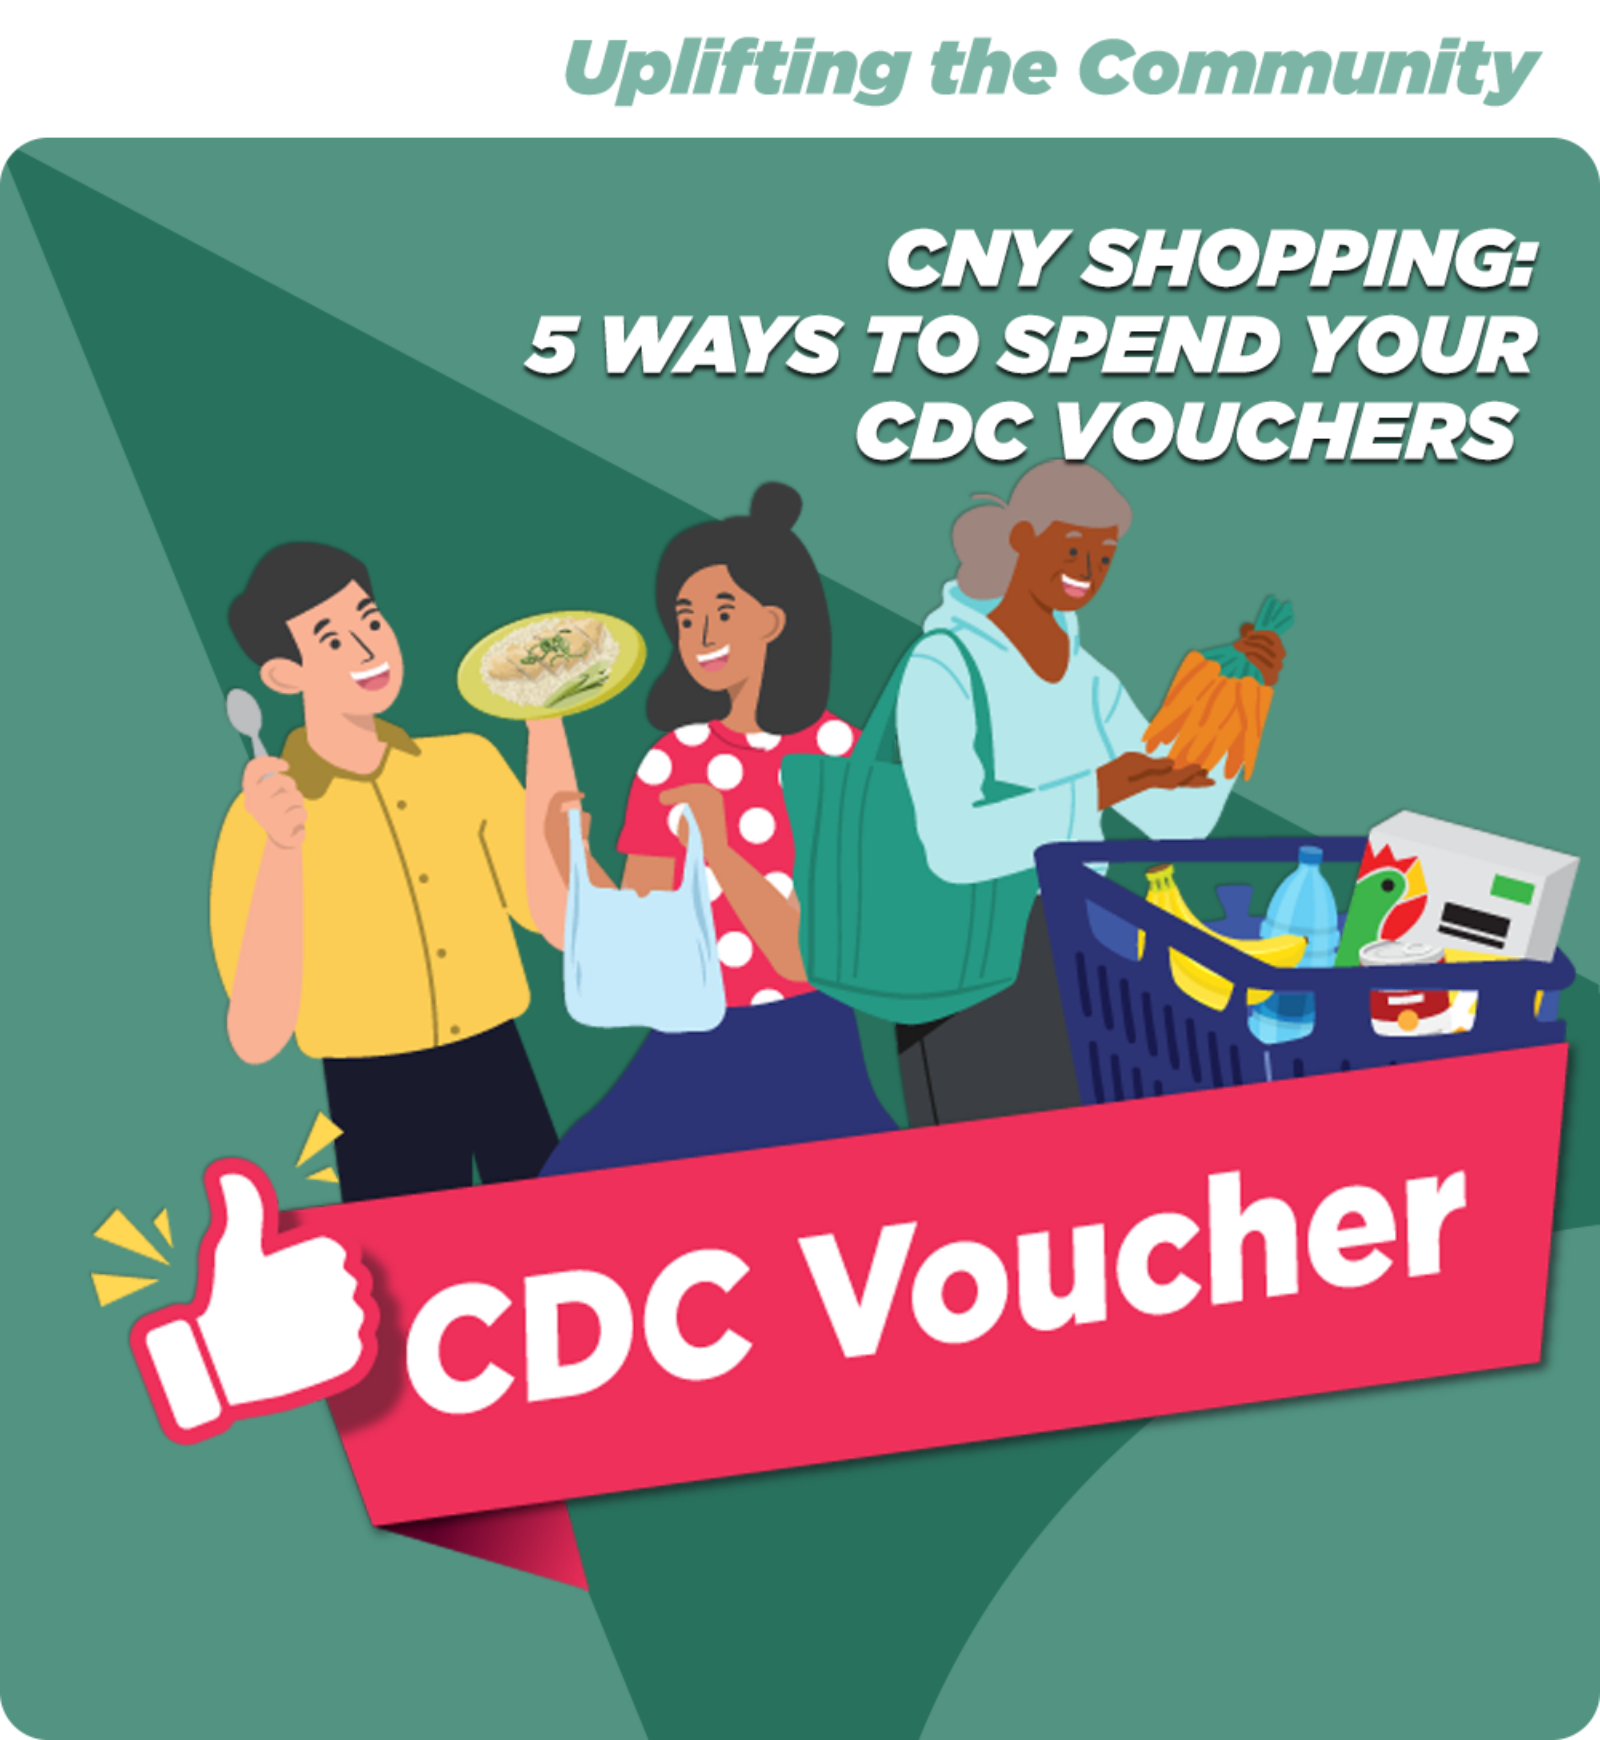 Uplifting the Community
CNY SHOPPING:
5 WAYS TO SPEND YOUR
CDC VOUCHERS
CDC Voucher